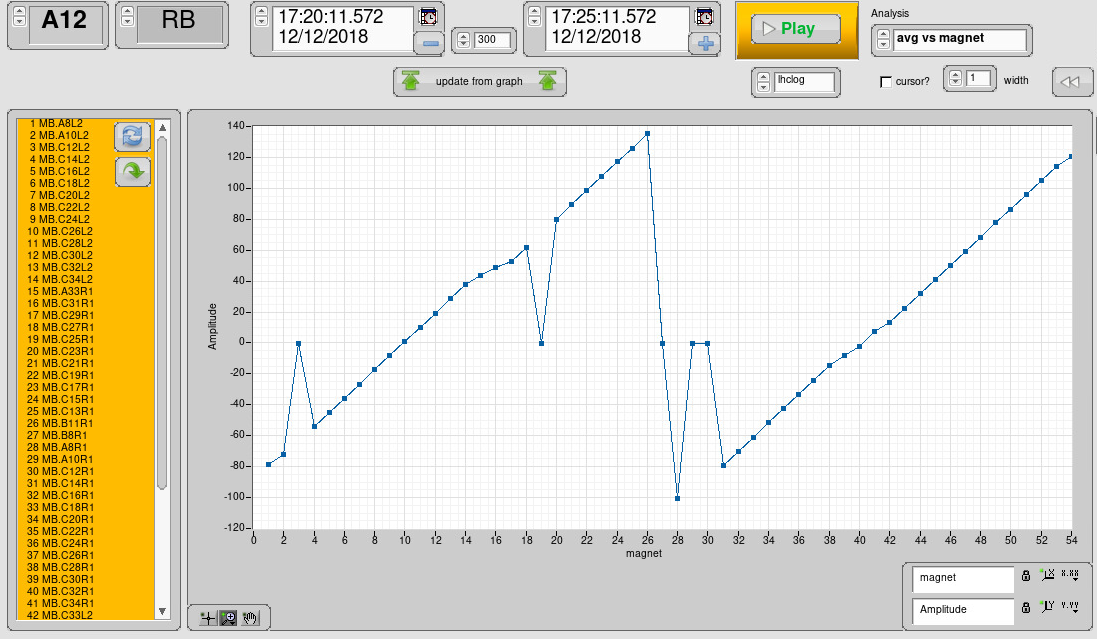 A12
RB
17:20:11.572
12/12/2018
300
17:25:11.572
12/12/2018
Play
Analysis
avg vs magnet
update from graph
lhclog
cursor?
1
width
1 MB.A8L2
2 MB.A10L2
3 MB.C12L2
4 MB.C14L2
5 MB.C16L2
6 MB.C18L2
7 MB.C20L2
8 MB.C22L2
9 MB.C24L2
10 MB.C26L2
11 MB.C28L2
12 MB.C30L2
13 MB.C32L2
14 MB.C34L2
15 MB.A33R1
16 MB.C31R1
17 MB.C29R1
18 MB.C27R1
19 MB.C25R1
20 MB.C23R1
21 MB.C21R1
22 MB.C19R1
23 MB.C17R1
24 MB.C15R1
25 MB.C13R1
26 MB.B11R1
27 MB.B8R1
28 MB.A8R1
29 MB.A10R1
30 MB.C12R1
31 MB.C14R1
32 MB.C16R1
33 MB.C18R1
34 MB.C20R1
35 MB.C22R1
36 MB.C24R1
37 MB.C26R1
38 MB.C28R1
39 MB.C30R1
40 MB.C32R1
41 MB.C34R1
42 MB.C33L2
Amplitude
140
120
100
80
60
40
20
0
-20
-40
-60
-80
-100
-120
0 2 4 6 8 10 12 14 16 18 20 22 24 26 28 30 32 34 36 38 40 42 44 46 48 50 52 54
magnet
magnet
X X.XX
Amplitude
Y Y.YY